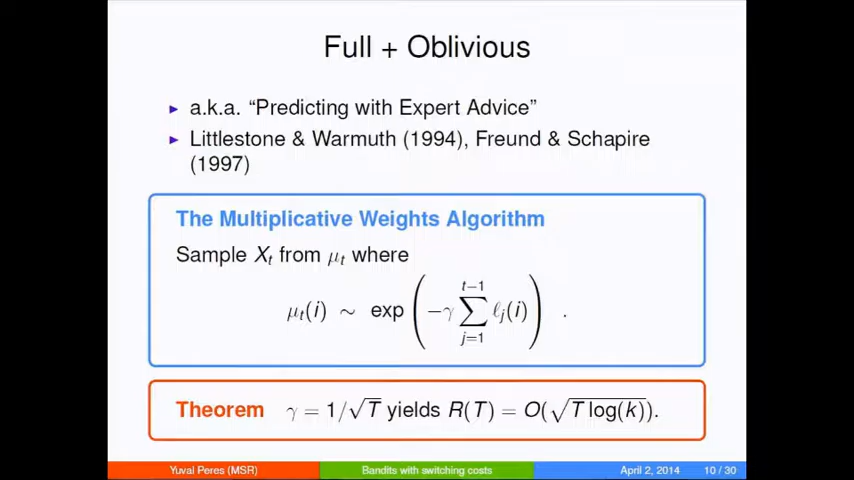 Full + Oblivious
a.k.a. “Predicting with Expert Advice”
Littlestone & Warmuth (1994), Freund & Schapire
(1997)
The Multiplicative Weights Algorithm
Sample X_t from μ_t where
μ_t(i) ∼ exp (−γ ∑_{j=1}^{t−1} ℓ_j(i)) .
Theorem γ = 1/√T yields R(T) = O(√(T log(k))).
Yuval Peres (MSR) Bandits with switching costs April 2, 2014 10 / 30